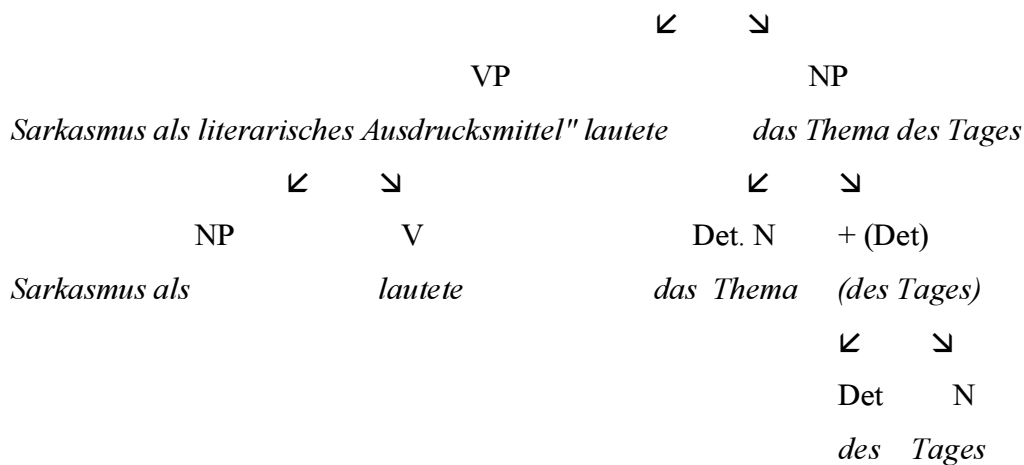 ↙ ↘
VP NP
Sarkasmus als literarisches Ausdrucksmittel" lautete das Thema des Tages
↙ ↘ ↙ ↘
NP V Det. N + (Det)
Sarkasmus als lautete das Thema (des Tages)
↙ ↘
Det N
des Tages